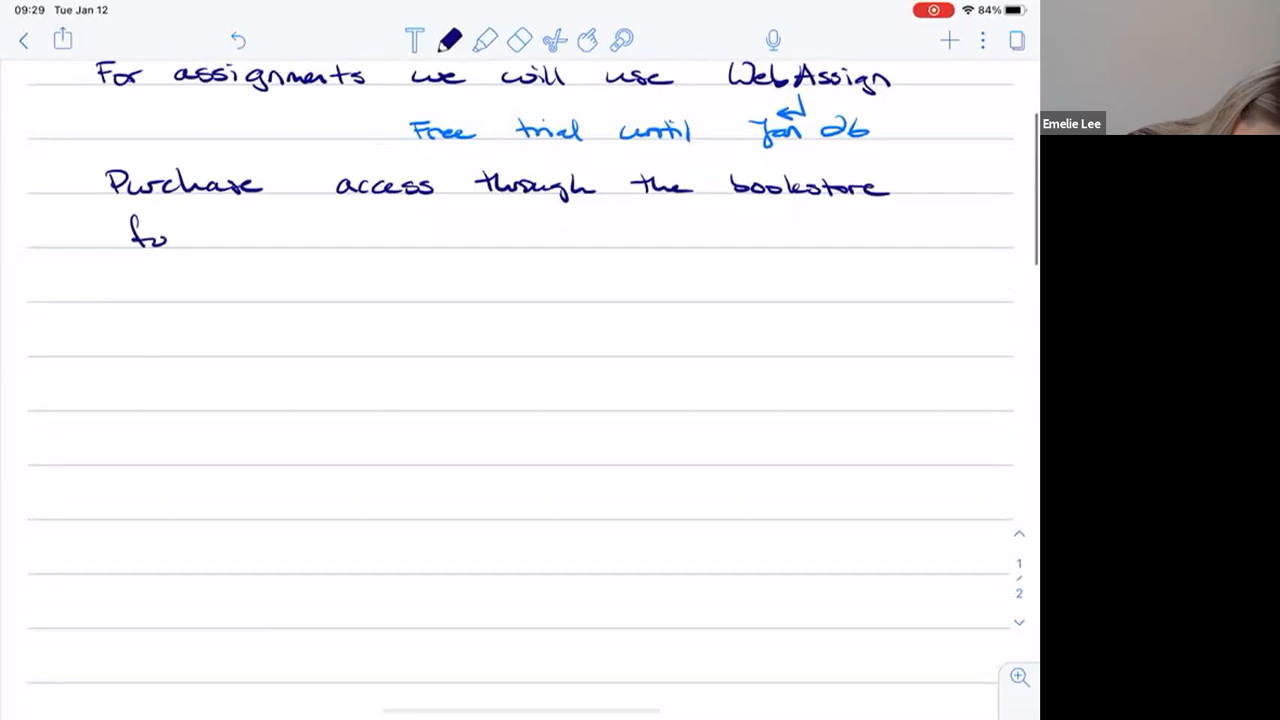 09:29 Tue Jan 12
84%
For assignments we will use WebAssign
Free trial until Jan 26
Purchase access through the bookstore
fo
Emelie Lee
1
2